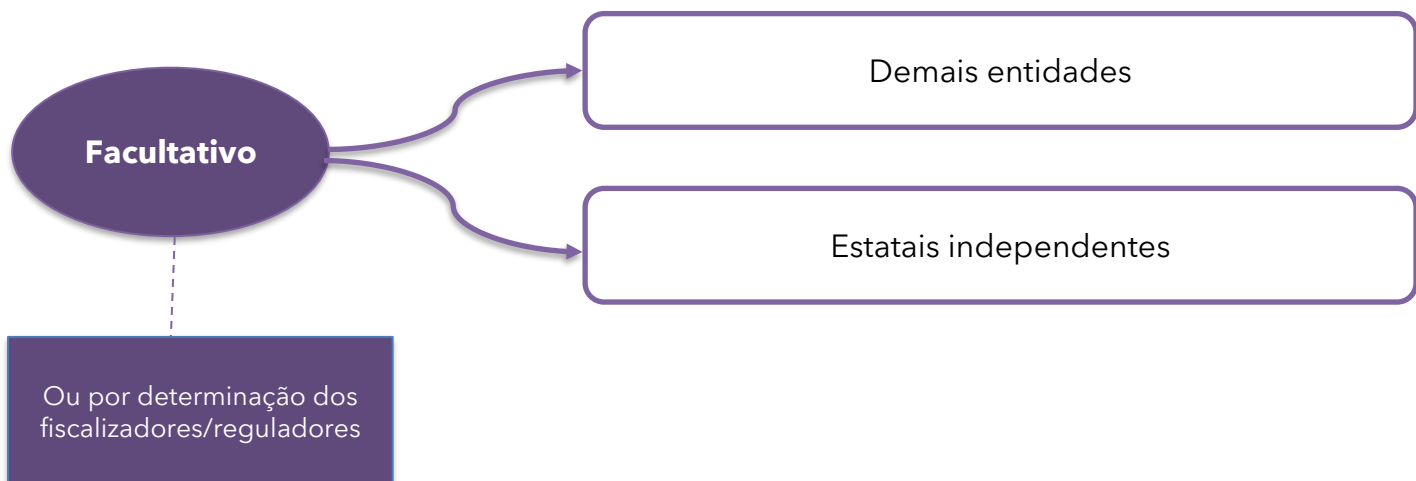 Facultativo
Demais entidades
Estatais independentes
Ou por determinação dos
fiscalizadores/reguladores